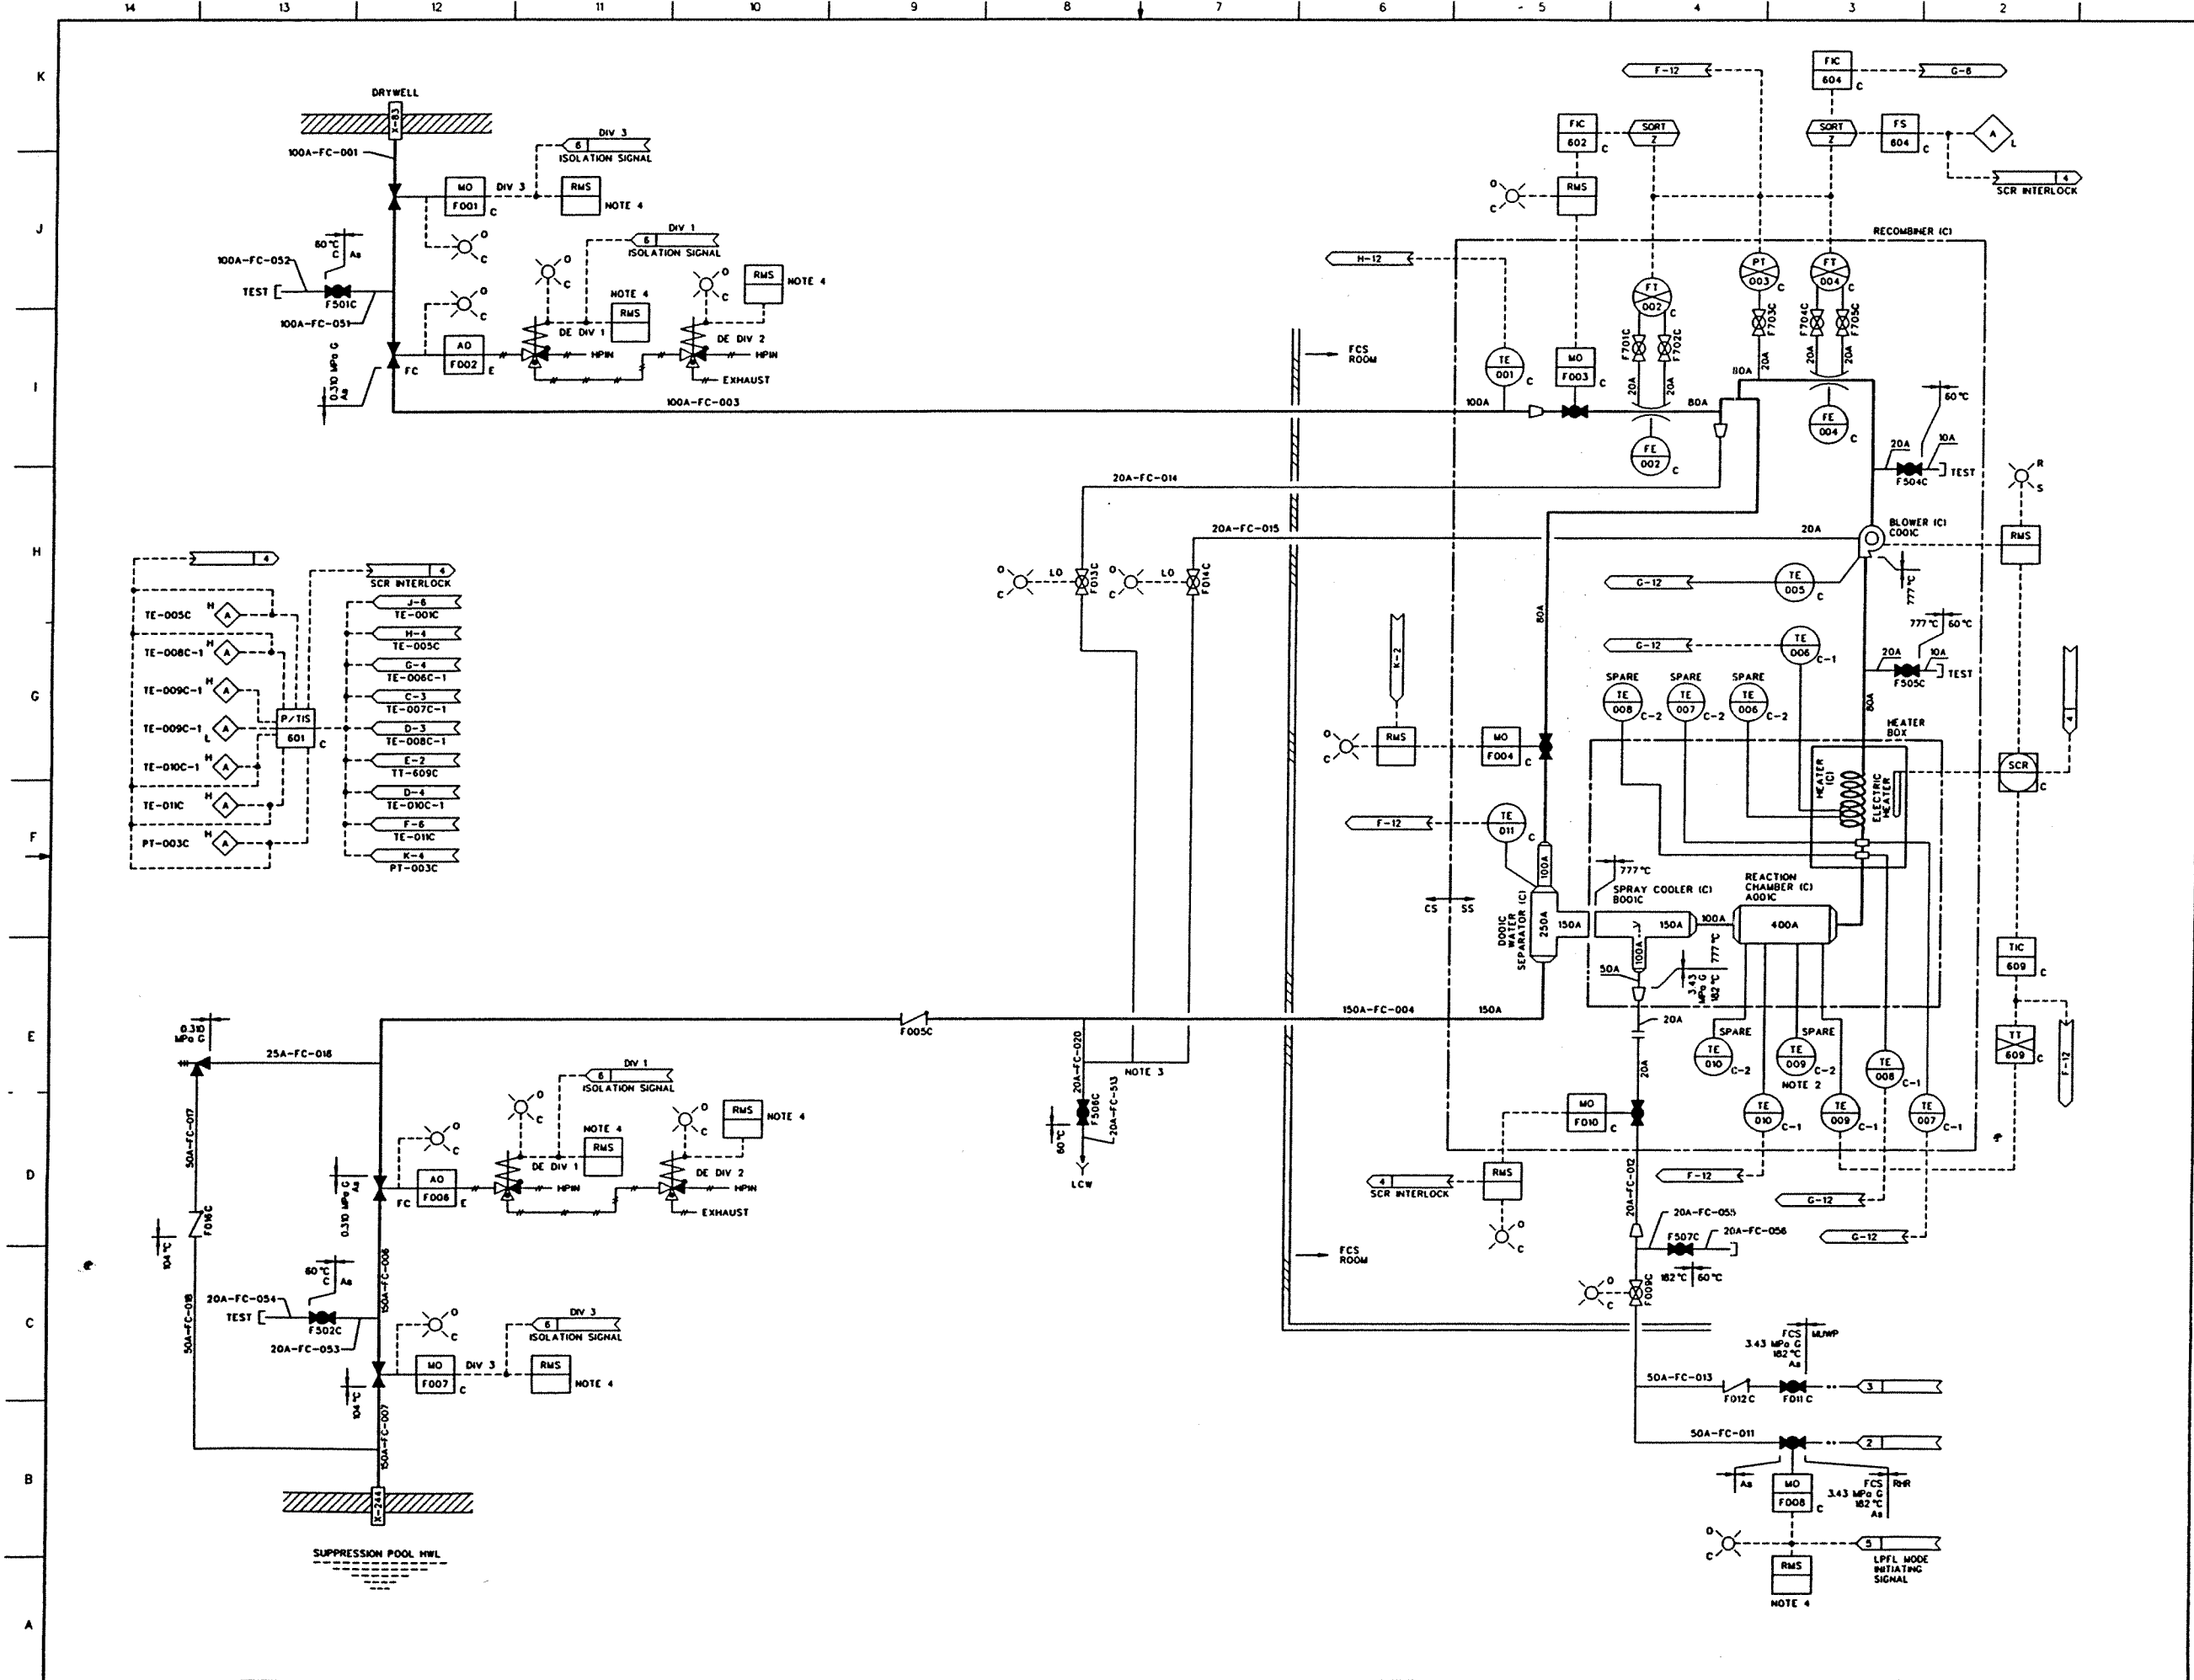 14 13 12 11 10 9 8 7 6 5 4 3 2
K
DRYWELL
X-83
100A-FC-001
MO
F001
C
DIV 3
DIV 3
6
ISOLATION SIGNAL
RMS
NOTE 4
O
C
J
60°C
C
As
100A-FC-052
TEST
F501C
100A-FC-051
O
C
O
C
DIV 1
6
ISOLATION SIGNAL
NOTE 4
RMS
O
C
RMS
NOTE 4
DE DIV 1
DE DIV 2
AO
F002
E
FC
HPIN
HPIN
EXHAUST
0.310 MPa G
As
I
100A-FC-003
FCS
ROOM
F-12
FIC
604
C
G-6
FIC
602
C
SORT
Z
SORT
Z
FS
604
C
A
L
4
SCR INTERLOCK
O
C
RMS
RECOMBINER (C)
H-12
PT
003
C
FT
004
C
FT
002
C
F701C
F702C
F703C
F704C
F705C
20A
20A
20A
20A
20A
TE
001
C
MO
F003
C
100A
80A
80A
FE
002
C
FE
004
C
60°C
20A
10A
F504C
TEST
R
S
RMS
20A-FC-014
20A-FC-015
20A
BLOWER (C)
C001C
777°C
H
LO
O
C
F013C
LO
O
C
F014C
G-12
TE
005
C
777°C
60°C
G-12
TE
006
C-1
20A
10A
F505C
TEST
80A
80A
K-2
4
4
4
SCR INTERLOCK
TE-005C
H
A
TE-008C-1
H
A
TE-009C-1
H
A
TE-009C-1
A
L
TE-010C-1
H
A
TE-011C
H
A
PT-003C
H
A
P/TIS
601
C
J-6
TE-001C
H-4
TE-005C
G-4
TE-006C-1
C-3
TE-007C-1
D-3
TE-008C-1
E-2
TT-609C
D-4
TE-010C-1
F-6
TE-011C
K-4
PT-003C
G
SPARE
TE
008
C-2
SPARE
TE
007
C-2
SPARE
TE
006
C-2
O
C
RMS
MO
F004
C
HEATER
BOX
HEATER
(C)
ELECTRIC
HEATER
SCR
C
F
F-12
TE
011
C
100A
777°C
SPRAY COOLER (C)
B001C
REACTION
CHAMBER (C)
A001C
CS
SS
D001C
WATER
SEPARATOR (C)
250A
150A
150A
100A
400A
100A
50A
777°C
3.43
MPa G
182°C
TIC
609
C
TT
609
C
F-12
E
0.315
MPa G
25A-FC-016
F005C
150A-FC-004
150A
20A-FC-020
NOTE 3
20A
20A
SPARE
TE
010
C-2
SPARE
TE
009
C-2
NOTE 2
TE
008
C-1
TE
010
C-1
TE
009
C-1
TE
007
C-1
DIV 1
6
ISOLATION SIGNAL
O
C
O
C
RMS
NOTE 4
NOTE 4
RMS
F506C
20A-FC-513
60°C
LCW
MO
F010
C
50A-FC-017
O
C
D
DE DIV 1
DE DIV 2
AO
F006
E
FC
HPIN
HPIN
EXHAUST
0.310 MPa G
As
4
SCR INTERLOCK
RMS
O
C
20A-FC-012
F-12
G-12
G-12
20A-FC-055
F507C
20A-FC-056
182°C
60°C
F016C
104°C
FCS
ROOM
60°C
C
As
150A-FC-006
20A-FC-054
TEST
F502C
20A-FC-053
50A-FC-018
C
O
C
DIV 3
6
ISOLATION SIGNAL
MO
F007
C
DIV 3
RMS
NOTE 4
104°C
150A-FC-007
O
C
F009C
FCS
3.43 MPa G
182°C
As
MUWP
50A-FC-013
F012C
F011C
3
50A-FC-011
2
B
X-244
As
MO
F008
C
FCS
3.43 MPa G
182°C
As
RHR
SUPPRESSION POOL HWL
O
C
5
LPFL MODE
INITIATING
SIGNAL
RMS
NOTE 4
A